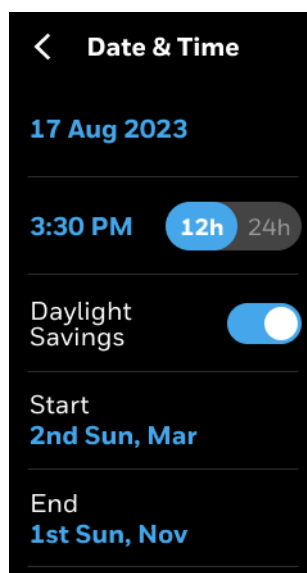 Date & Time
17 Aug 2023
3:30 PM 12h 24h
Daylight
Savings
Start
2nd Sun, Mar
End
1st Sun, Nov